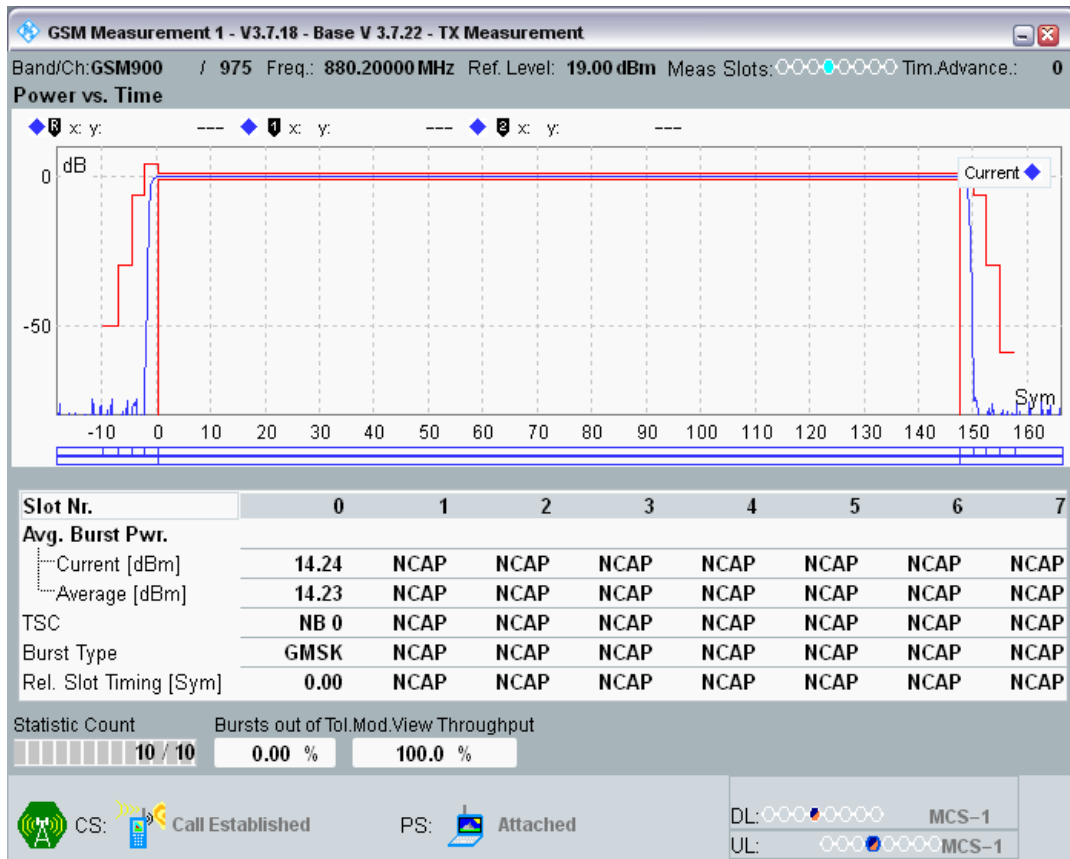 GSM Measurement 1 - V3.7.18 - Base V 3.7.22 - TX Measurement
Band/Ch:GSM900 / 975 Freq.: 880.20000 MHz Ref. Level: 19.00 dBm Meas Slots: Tim.Advance.: 0
Power vs. Time
R x: y: --- 1 x: y: --- 2 x: y: ---
dB
Current
0
-50
Sym
-10 0 10 20 30 40 50 60 70 80 90 100 110 120 130 140 150 160
Slot Nr. 0 1 2 3 4 5 6 7
Avg. Burst Pwr.
Current [dBm] 14.24 NCAP NCAP NCAP NCAP NCAP NCAP NCAP
Average [dBm] 14.23 NCAP NCAP NCAP NCAP NCAP NCAP NCAP
TSC NB 0 NCAP NCAP NCAP NCAP NCAP NCAP NCAP
Burst Type GMSK NCAP NCAP NCAP NCAP NCAP NCAP NCAP
Rel. Slot Timing [Sym] 0.00 NCAP NCAP NCAP NCAP NCAP NCAP NCAP
Statistic Count Bursts out of Tol.Mod.View Throughput
10 / 10 0.00 % 100.0 %
CS: Call Established PS: Attached
DL: MCS-1
UL: MCS-1